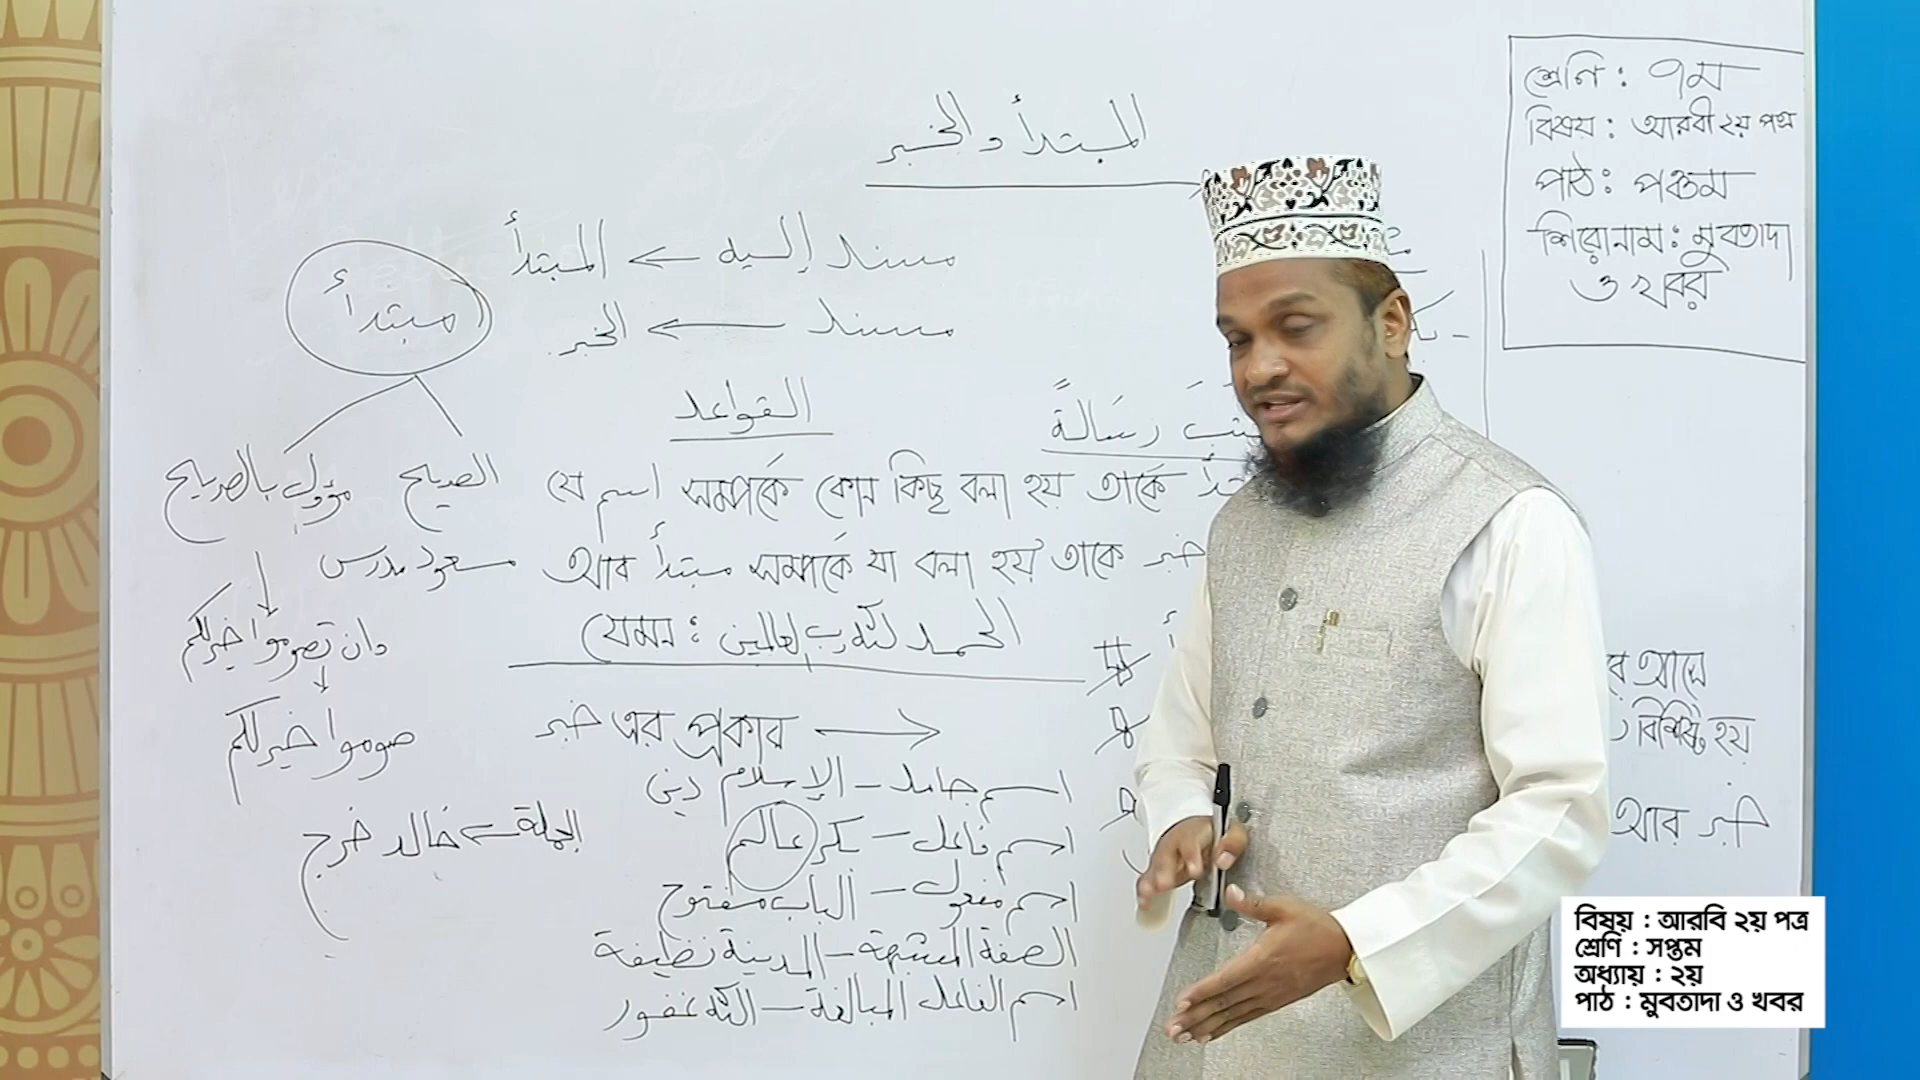 المبتدأ والخبر
শ্রেণি : ৭ম
বিষয় : আরবী ২য় পত্র
পাঠ : পঞ্চম
শিরোনাম : মুবতাদা
ও খবর
مسند إليه ← المبتدأ
مسند ← الخبر
مبتدأ
القواعد
رسالة
الصريح
مؤول بالصريح
যে اسم সম্পর্কে কোন কিছু বলা হয় তাকে
আর مبتدأ সম্পর্কে যা বলা হয় তাকে خبر
যেমন : الحمد لله رب العالمين
مسعود مدرس
وان تصوموا خير لكم
صوموا خير لكم
خبر এর প্রকার
اسم جامد – الإسلام دين
اسم فاعل – بكر عالم
اسم مفعول – الباب مفتوح
الصفة المشبهة – المدينة نظيفة
اسم الفاعل المبالغة – الله غفور
الجملة ← خالد خرج
র আসে
বিশিষ্ট হয়
আর
বিষয় : আরবি ২য় পত্র
শ্রেণি : সপ্তম
অধ্যায় : ২য়
পাঠ : মুবতাদা ও খবর